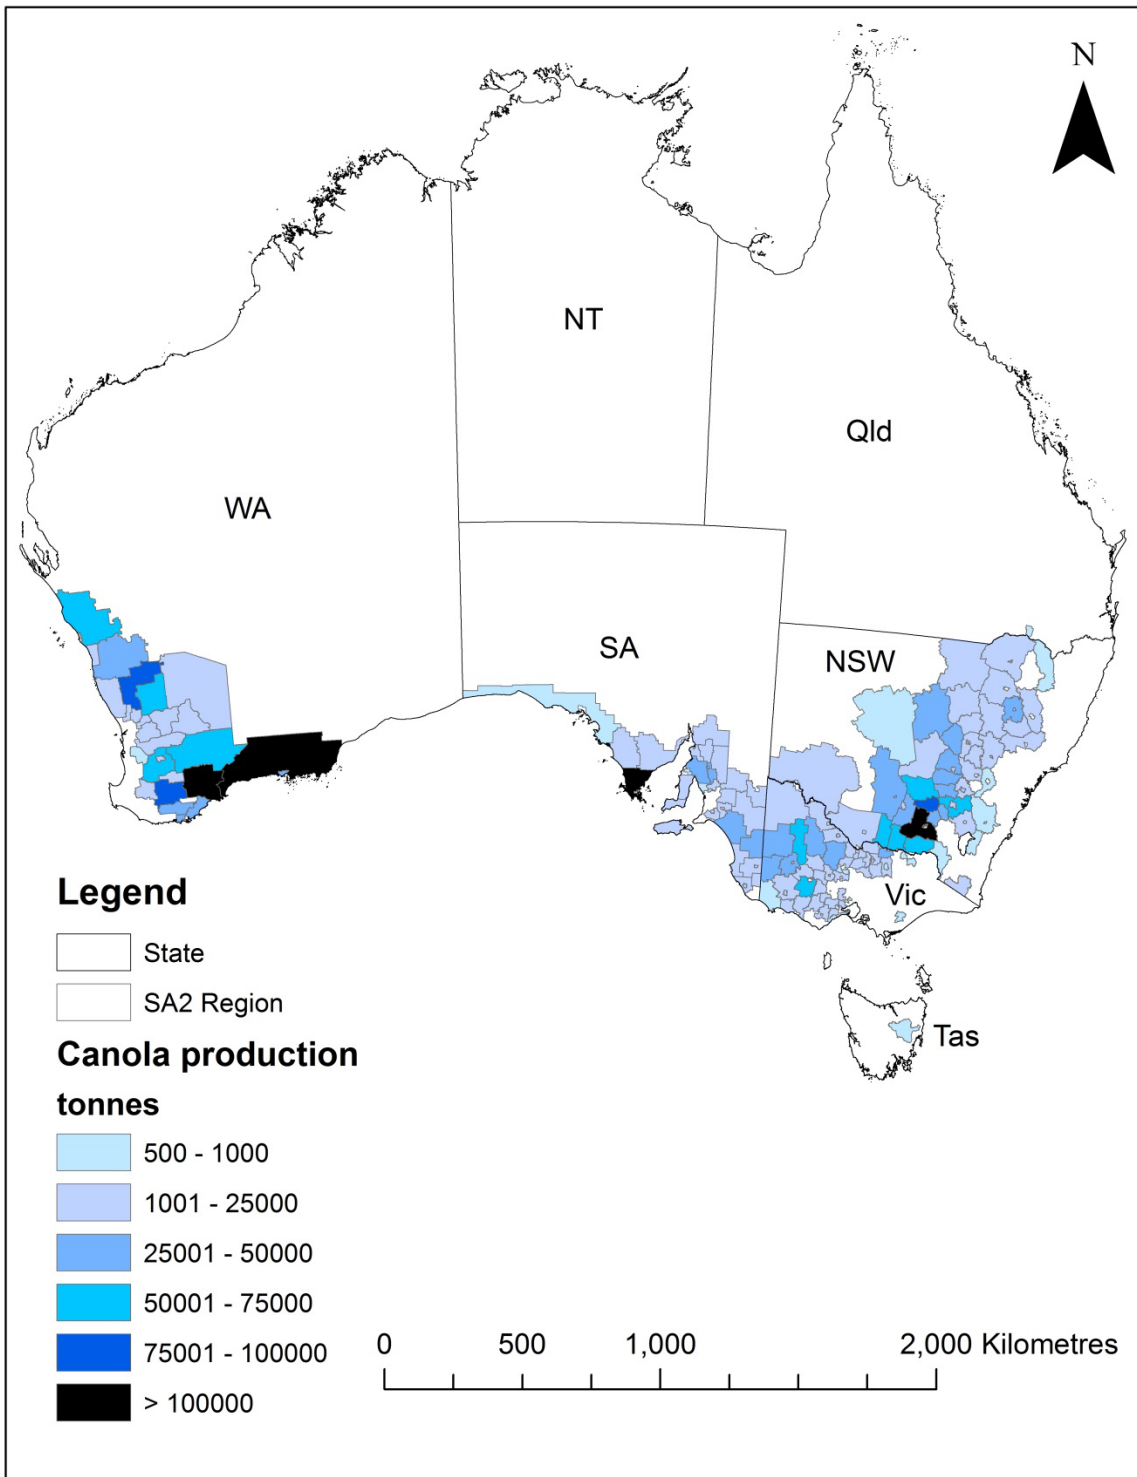 N
NT
Qld
WA
SA
NSW
Vic
Tas
Legend
State
SA2 Region
Canola production
tonnes
500 - 1000
1001 - 25000
25001 - 50000
50001 - 75000
75001 - 100000
> 100000
0 500 1,000 2,000 Kilometres